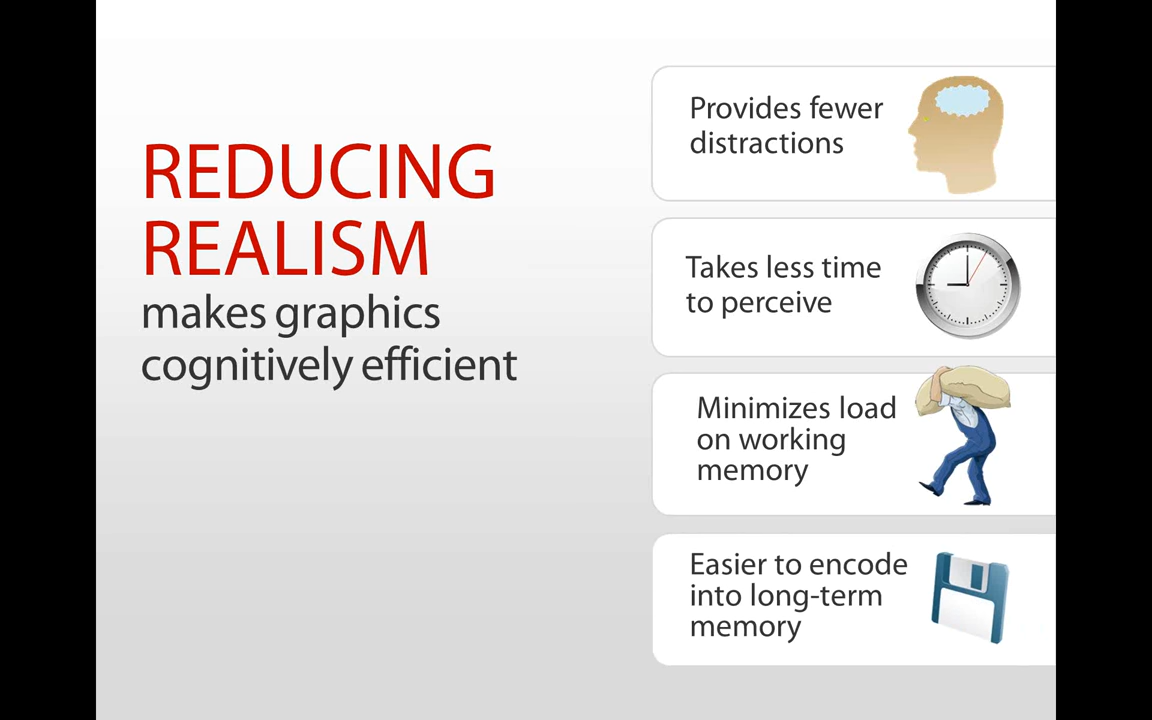 REDUCING
REALISM
makes graphics
cognitively efficient
Provides fewer
distractions
Takes less time
to perceive
Minimizes load
on working
memory
Easier to encode
into long-term
memory